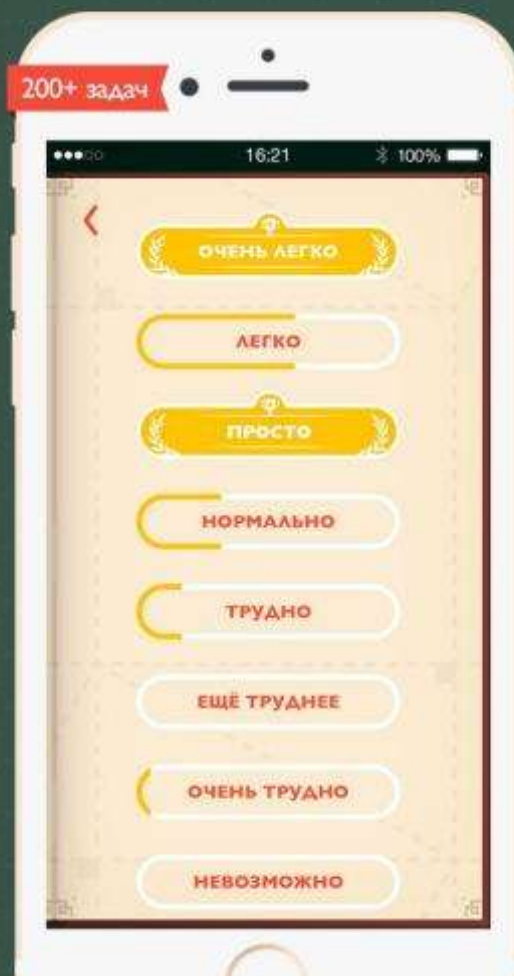 200+ задач
16:21
100%
ОЧЕНЬ ЛЕГКО
ЛЕГКО
ПРОСТО
НОРМАЛЬНО
ТРУДНО
ЕЩЁ ТРУДНЕЕ
ОЧЕНЬ ТРУДНО
НЕВОЗМОЖНО